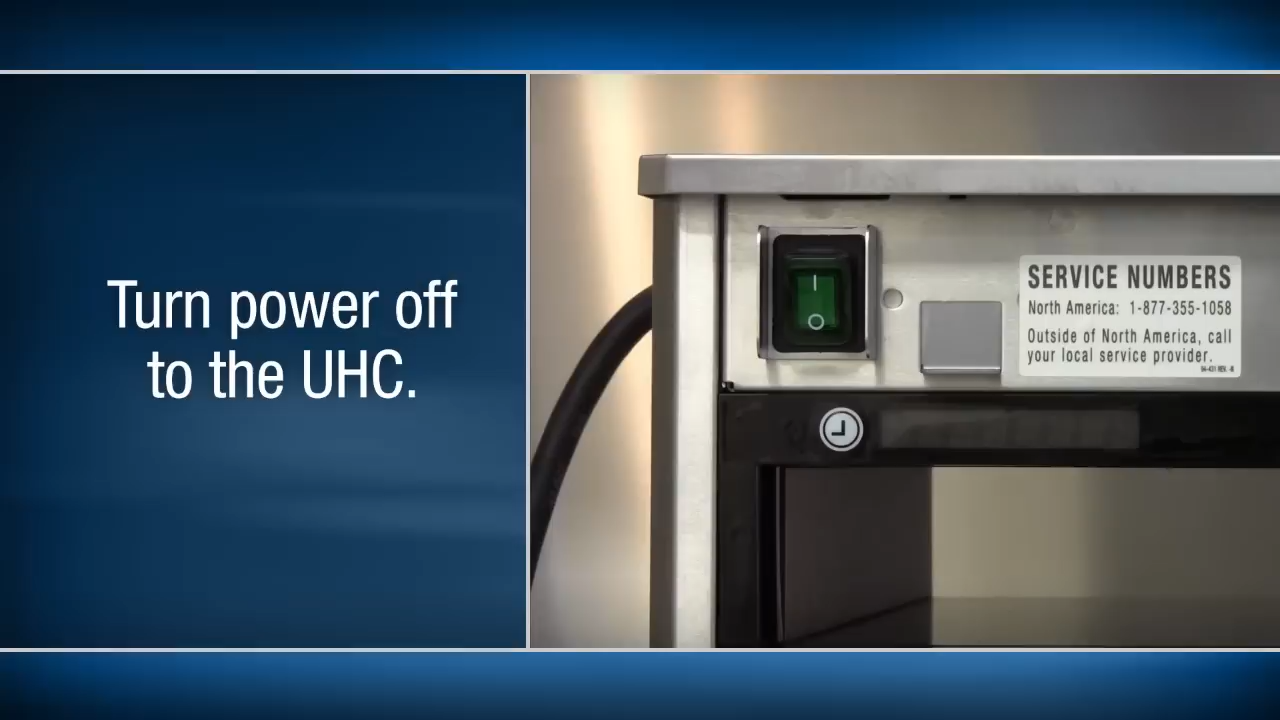 Turn power off
to the UHC.
SERVICE NUMBERS
North America: 1-877-355-1058
Outside of North America, call
your local service provider.